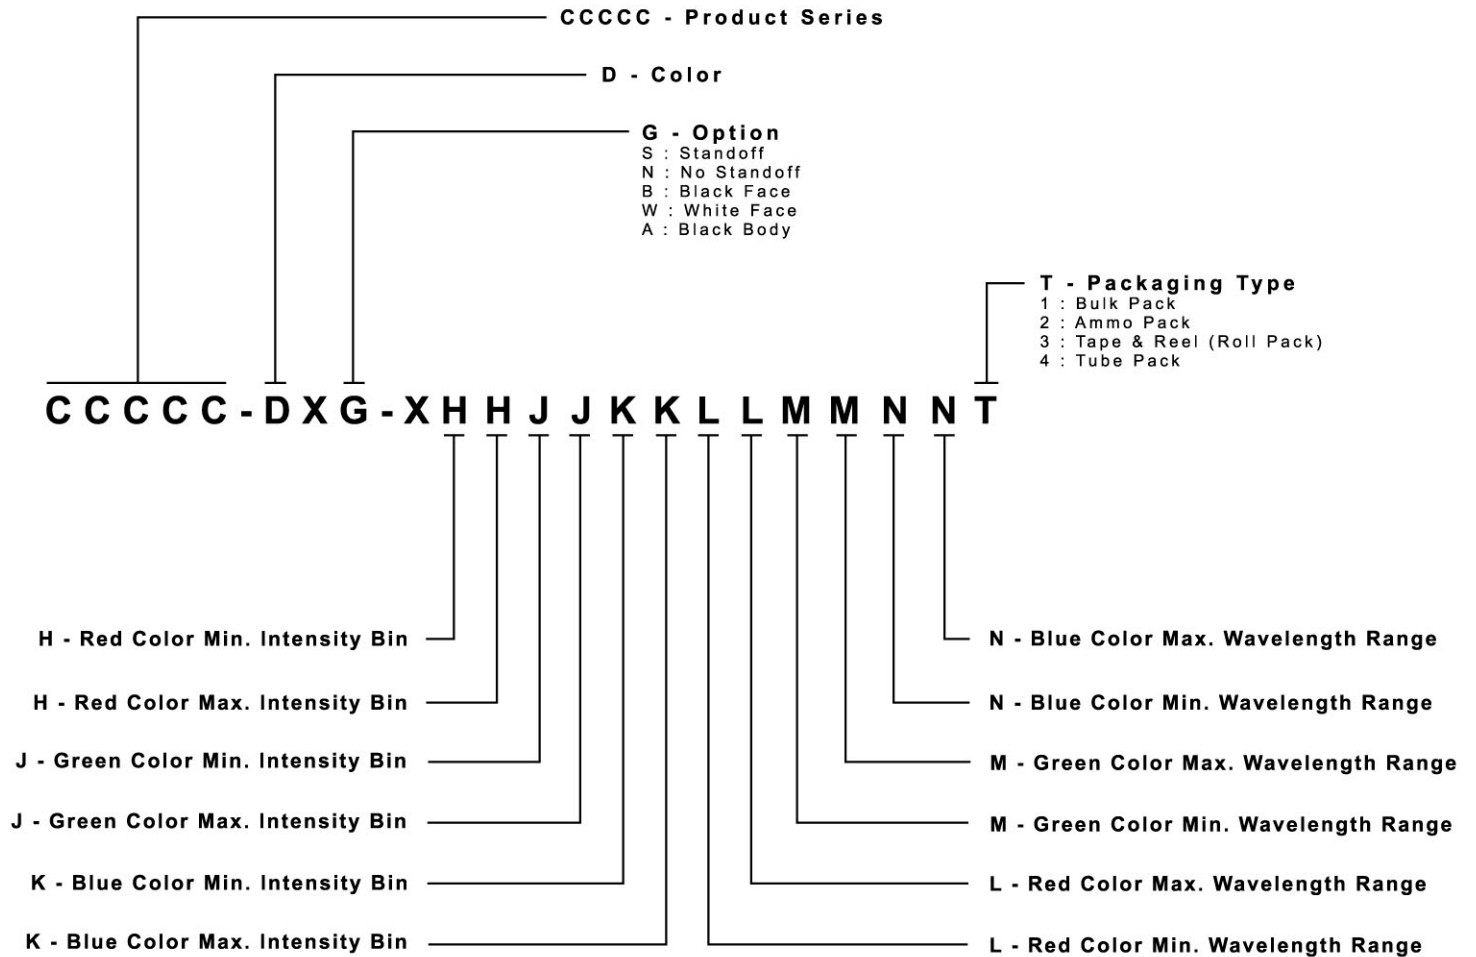 CCCCC - Product Series
D - Color
G - Option
S : Standoff
N : No Standoff
B : Black Face
W : White Face
A : Black Body
T - Packaging Type
1 : Bulk Pack
2 : Ammo Pack
3 : Tape & Reel (Roll Pack)
4 : Tube Pack
CCCCC-DXG-XHHJJKKLLMMNNT
H - Red Color Min. Intensity Bin
H - Red Color Max. Intensity Bin
J - Green Color Min. Intensity Bin
J - Green Color Max. Intensity Bin
K - Blue Color Min. Intensity Bin
K - Blue Color Max. Intensity Bin
N - Blue Color Max. Wavelength Range
N - Blue Color Min. Wavelength Range
M - Green Color Max. Wavelength Range
M - Green Color Min. Wavelength Range
L - Red Color Max. Wavelength Range
L - Red Color Min. Wavelength Range